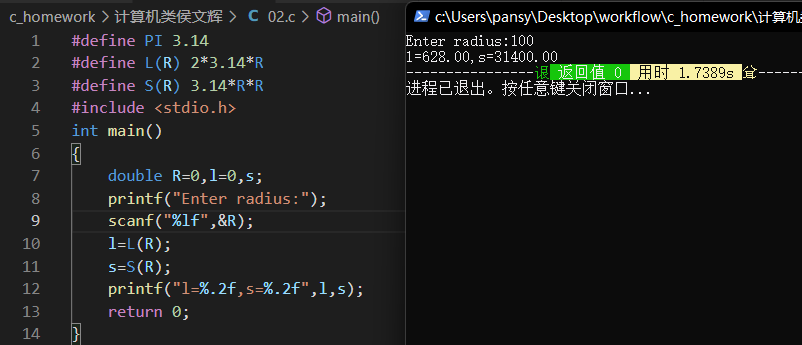 c_homework > 计算机类侯文辉 > C 02.c > main()
1 #define PI 3.14
2 #define L(R) 2*3.14*R
3 #define S(R) 3.14*R*R
4 #include <stdio.h>
5 int main()
6 {
7 double R=0,l=0,s;
8 printf("Enter radius:");
9 scanf("%lf",&R);
10 l=L(R);
11 s=S(R);
12 printf("l=%.2f,s=%.2f",l,s);
13 return 0;
14 }
c:\Users\pansy\Desktop\workflow\c_homework\计算机类
Enter radius:100
l=628.00,s=31400.00
返回值 0 用时 1.7389s
进程已退出。按任意键关闭窗口...